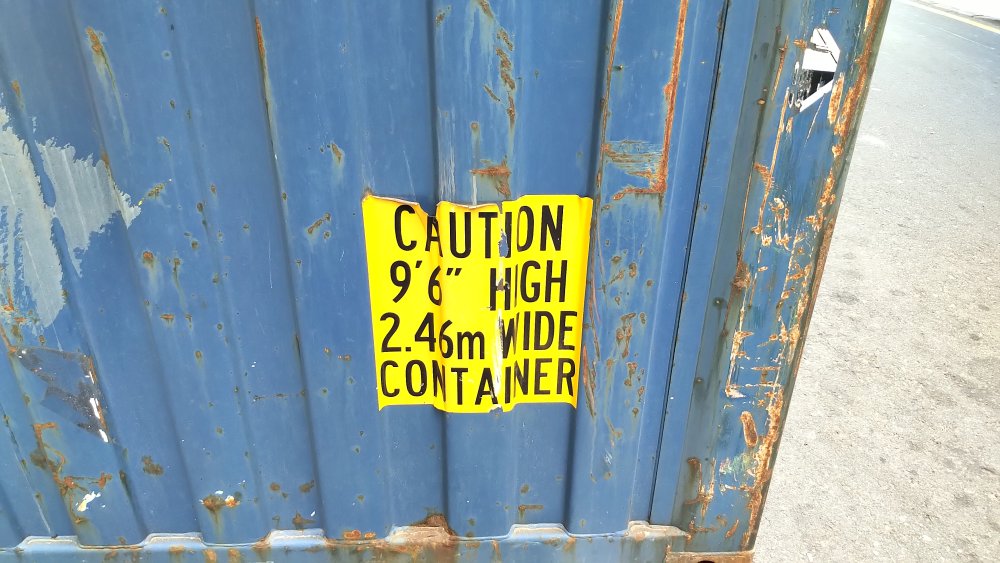 CAUTION
9'6" HIGH
2.46m WIDE
CONTAINER